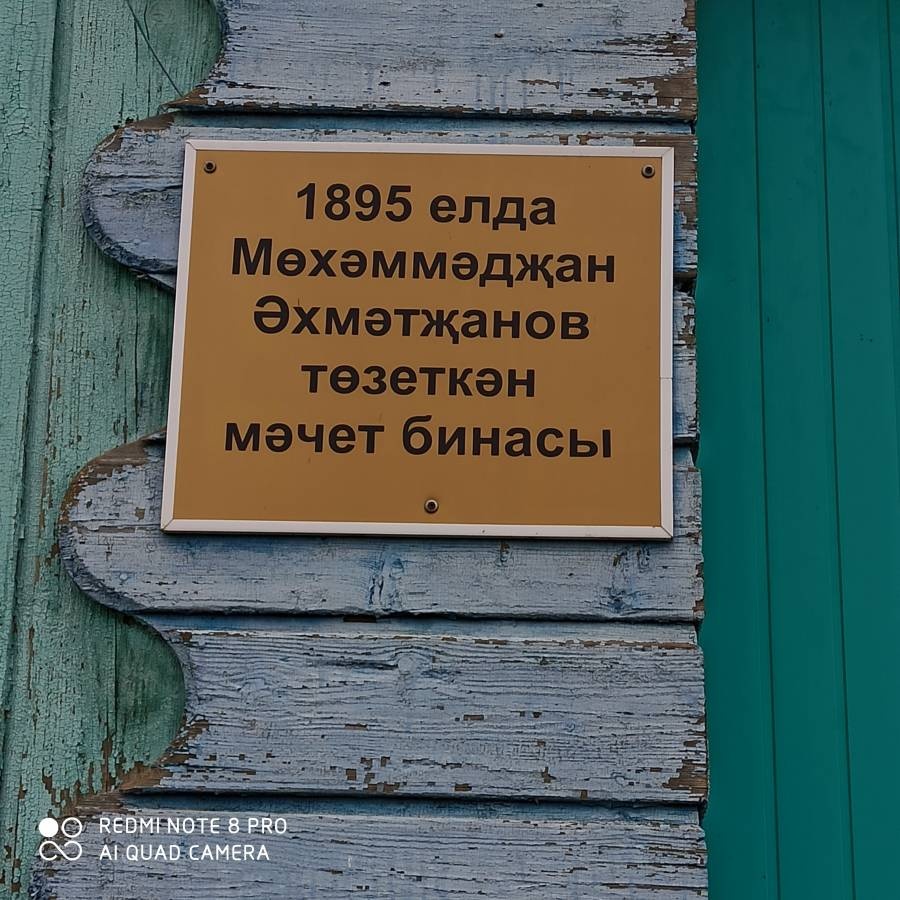 1895 елда
Мөхәммәдҗан
Әхмәтҗанов
төзеткән
мәчет бинасы
REDMI NOTE 8 PRO
AI QUAD CAMERA